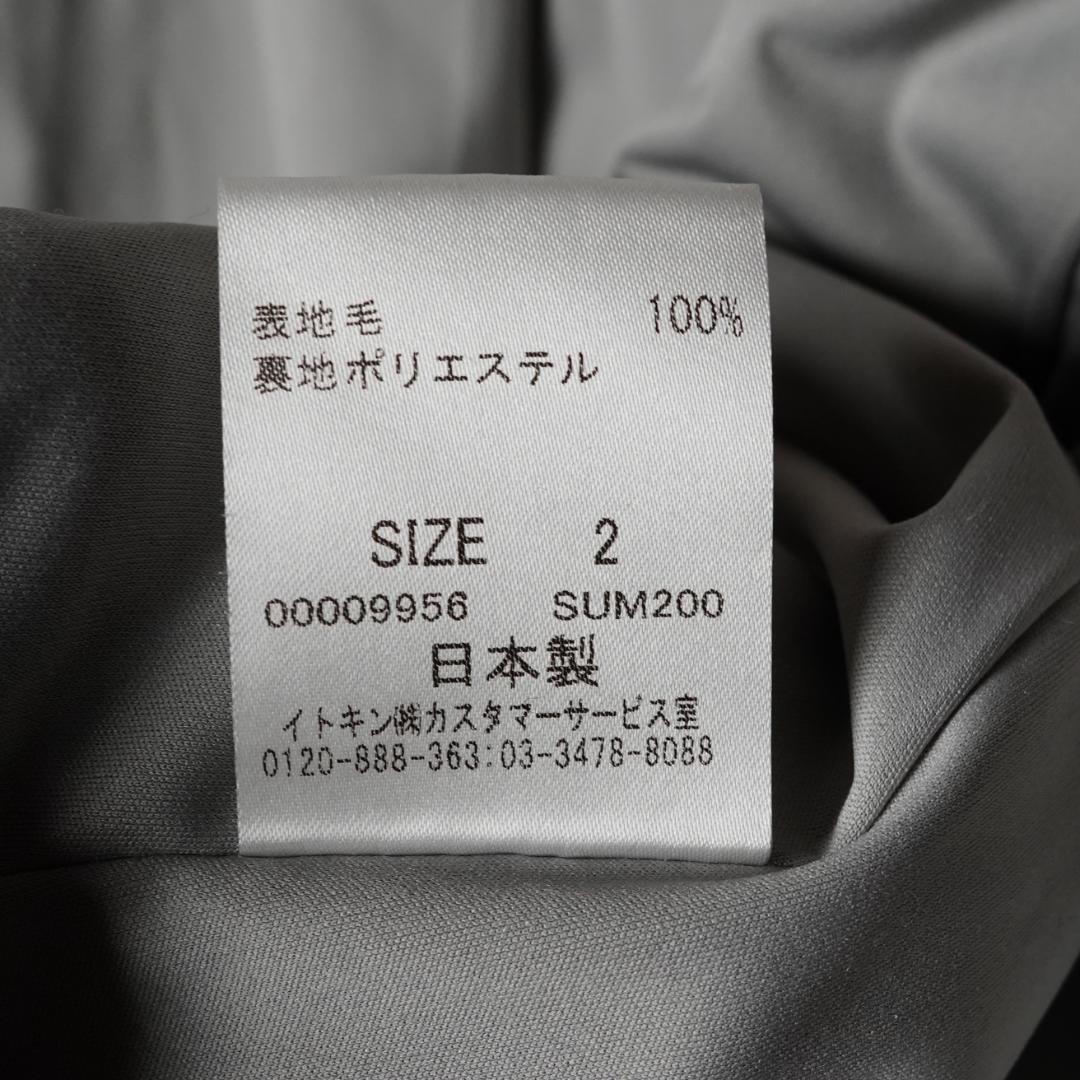 表地毛 100%
裏地ポリエステル
SIZE 2
00009956 SUM200
日本製
イトキン㈱カスタマーサービス室
0120-888-363:03-3478-8088